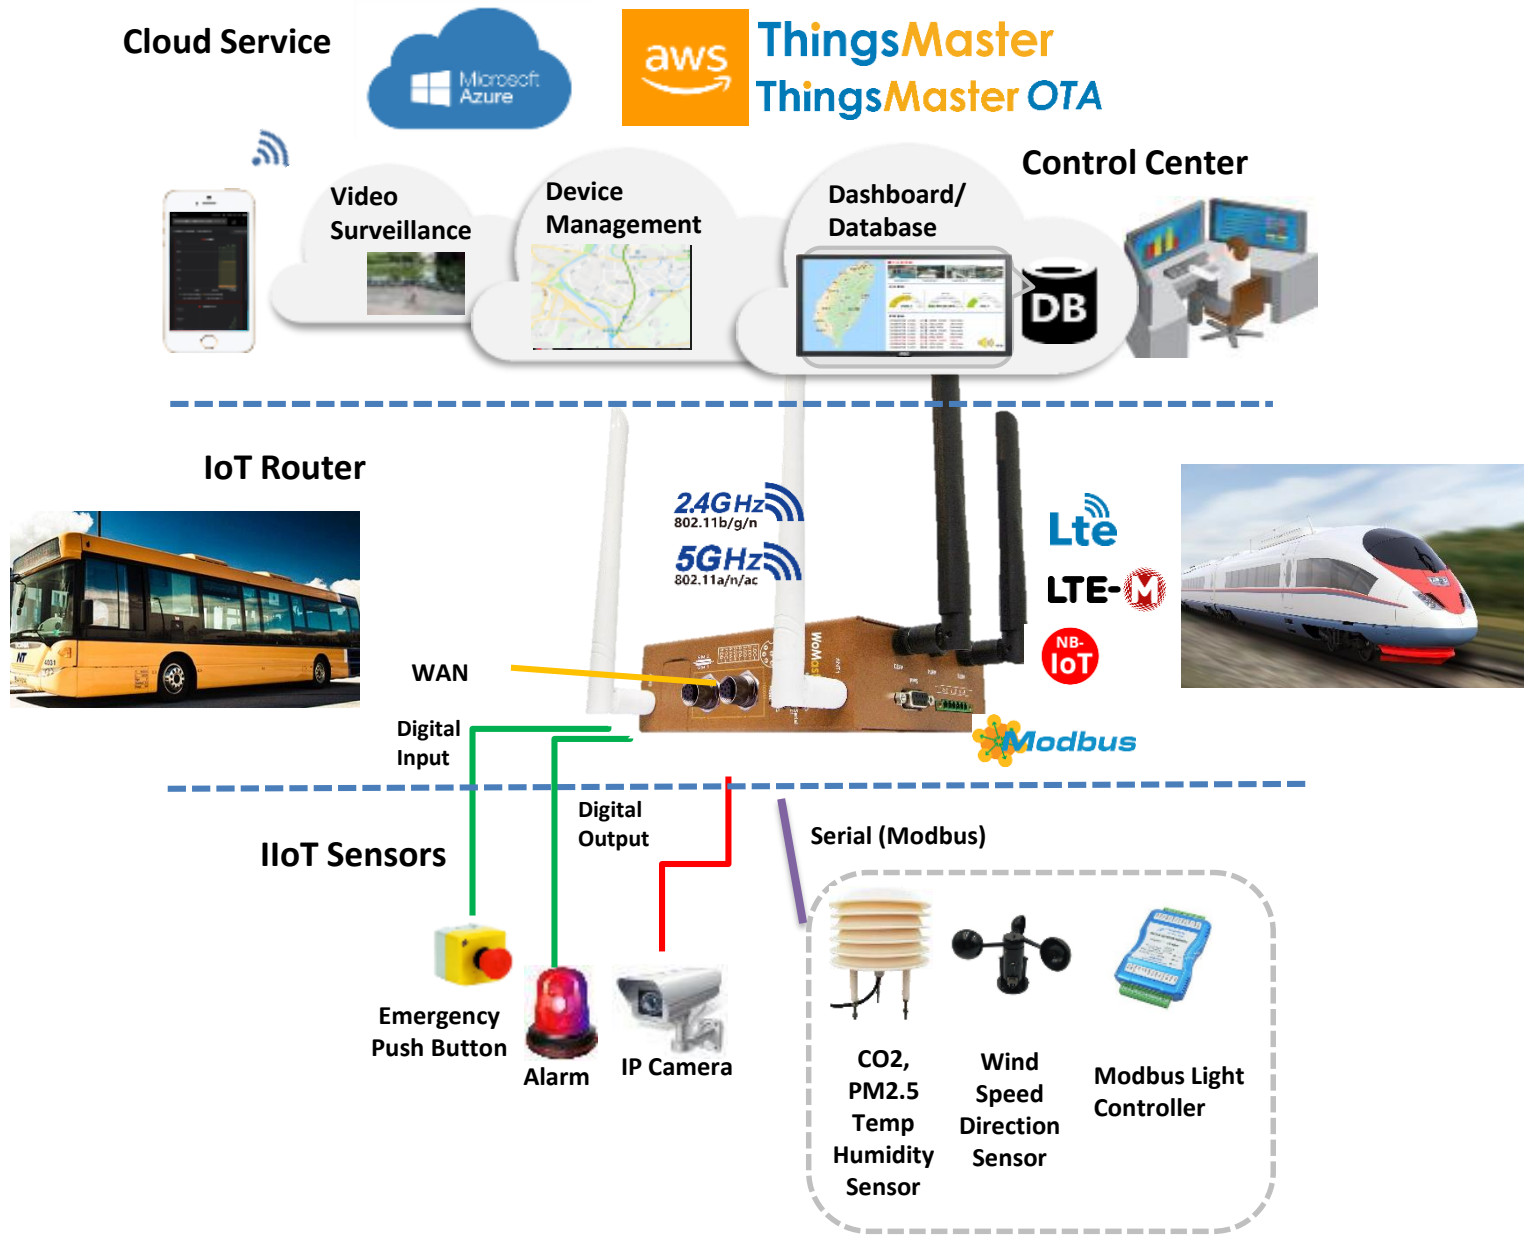 Cloud Service
Microsoft
Azure
aws
ThingsMaster
ThingsMaster OTA
Control Center
Video
Surveillance
Device
Management
Dashboard/
Database
DB
IoT Router
2.4GHz
802.11b/g/n
5GHz
802.11a/n/ac
Lte
LTE-M
NB-
IoT
WAN
WoMas
Digital
Input
Modbus
Digital
Output
Serial (Modbus)
IIoT Sensors
Emergency
Push Button
Alarm
IP Camera
CO2,
PM2.5
Temp
Humidity
Sensor
Wind
Speed
Direction
Sensor
Modbus Light
Controller